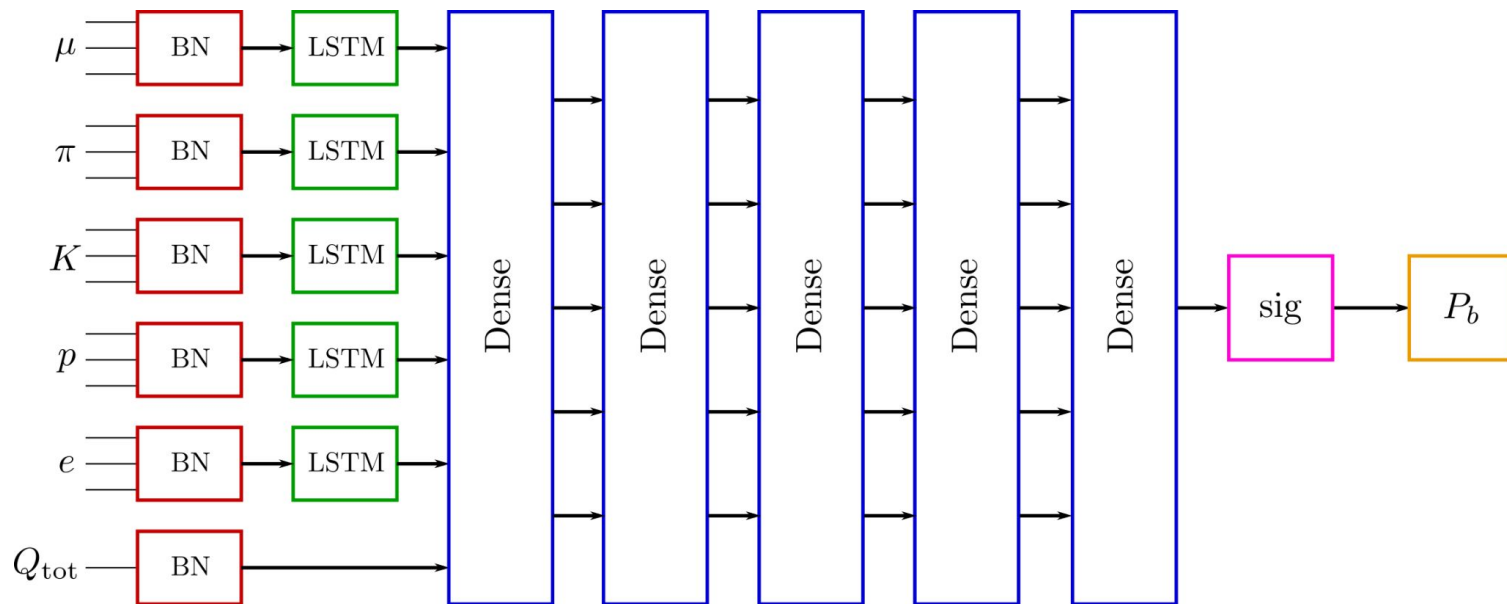 μ BN LSTM
π BN LSTM
K BN LSTM
p BN LSTM
e BN LSTM
Q_tot BN
Dense Dense Dense Dense Dense
sig P_b